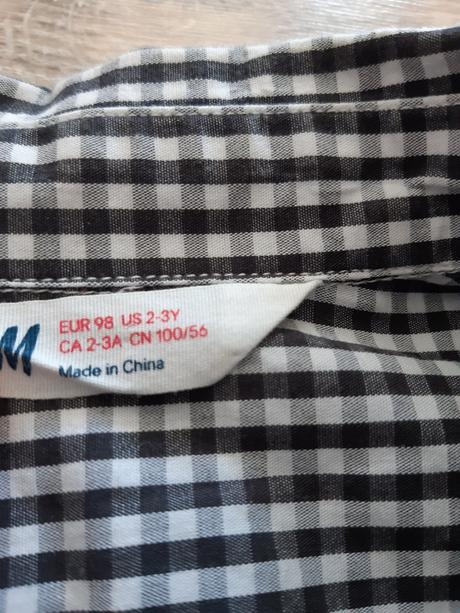 M
EUR 98 US 2-3Y
CA 2-3A CN 100/56
Made in China